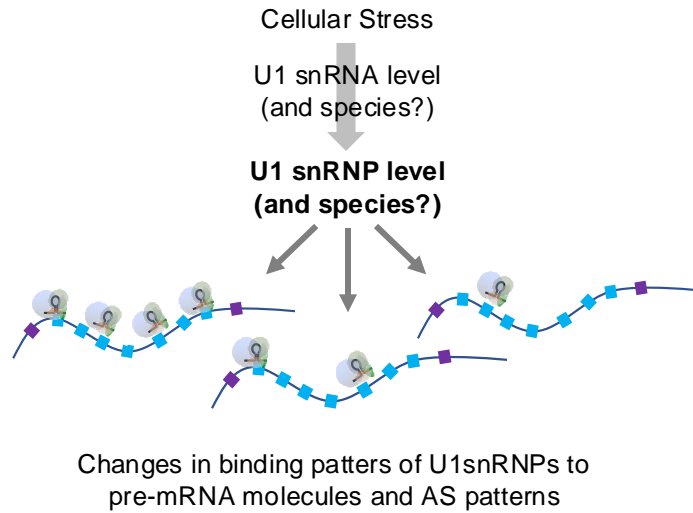 Cellular Stress
U1 snRNA level
(and species?)
U1 snRNP level
(and species?)
Changes in binding patters of U1snRNPs to
pre-mRNA molecules and AS patterns